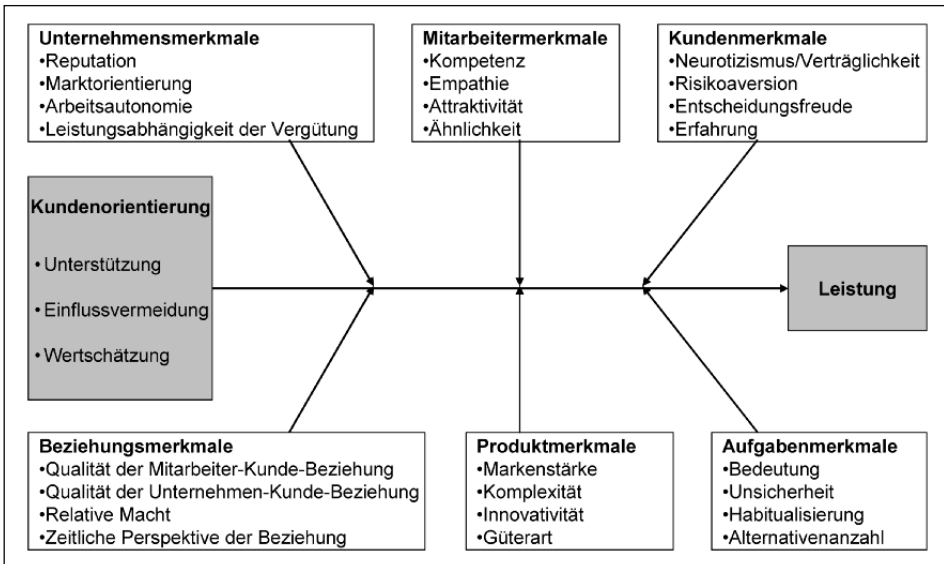 Unternehmensmerkmale
•Reputation
•Marktorientierung
•Arbeitsautonomie
•Leistungsabhängigkeit der Vergütung
Mitarbeitermerkmale
•Kompetenz
•Empathie
•Attraktivität
•Ähnlichkeit
Kundenmerkmale
•Neurotizismus/Verträglichkeit
•Risikoaversion
•Entscheidungsfreude
•Erfahrung
Kundenorientierung
• Unterstützung
• Einflussvermeidung
• Wertschätzung
Leistung
Beziehungsmerkmale
•Qualität der Mitarbeiter-Kunde-Beziehung
•Qualität der Unternehmen-Kunde-Beziehung
•Relative Macht
•Zeitliche Perspektive der Beziehung
Produktmerkmale
•Markenstärke
•Komplexität
•Innovativität
•Güterart
Aufgabenmerkmale
•Bedeutung
•Unsicherheit
•Habitualisierung
•Alternativenanzahl